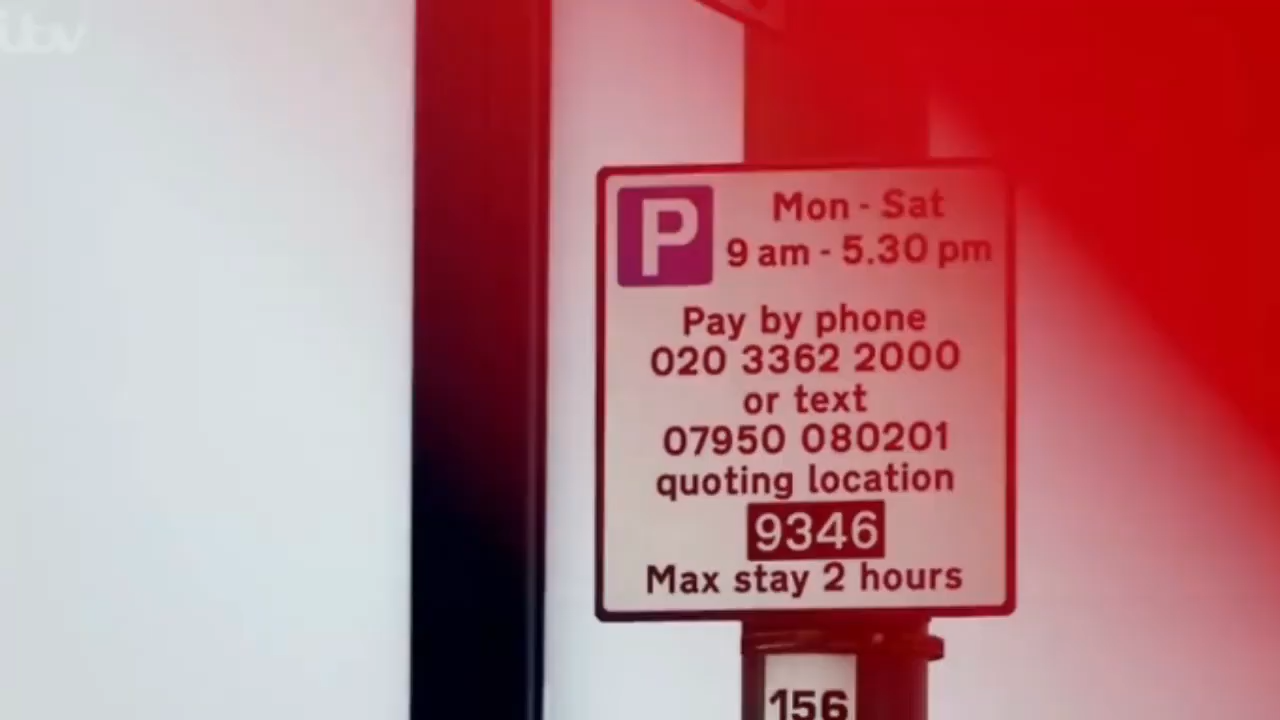 itv
P
Mon - Sat
9 am - 5.30 pm
Pay by phone
020 3362 2000
or text
07950 080201
quoting location
9346
Max stay 2 hours
156